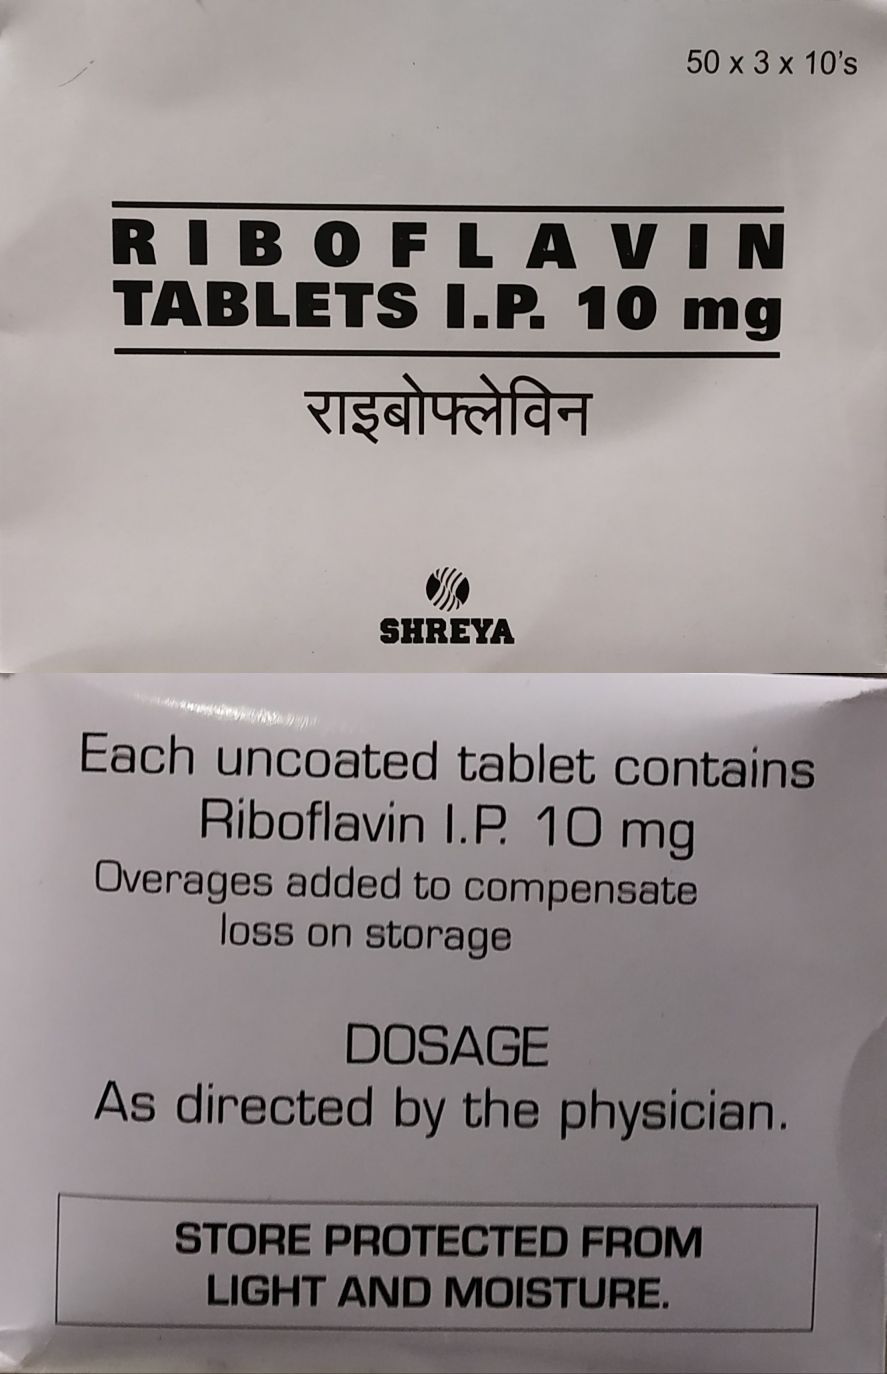 50 x 3 x 10's
RIBOFLAVIN
TABLETS I.P. 10 mg
राइबोफ्लेविन
SHREYA
Each uncoated tablet contains
Riboflavin I.P. 10 mg
Overages added to compensate
loss on storage
DOSAGE
As directed by the physician.
STORE PROTECTED FROM
LIGHT AND MOISTURE.